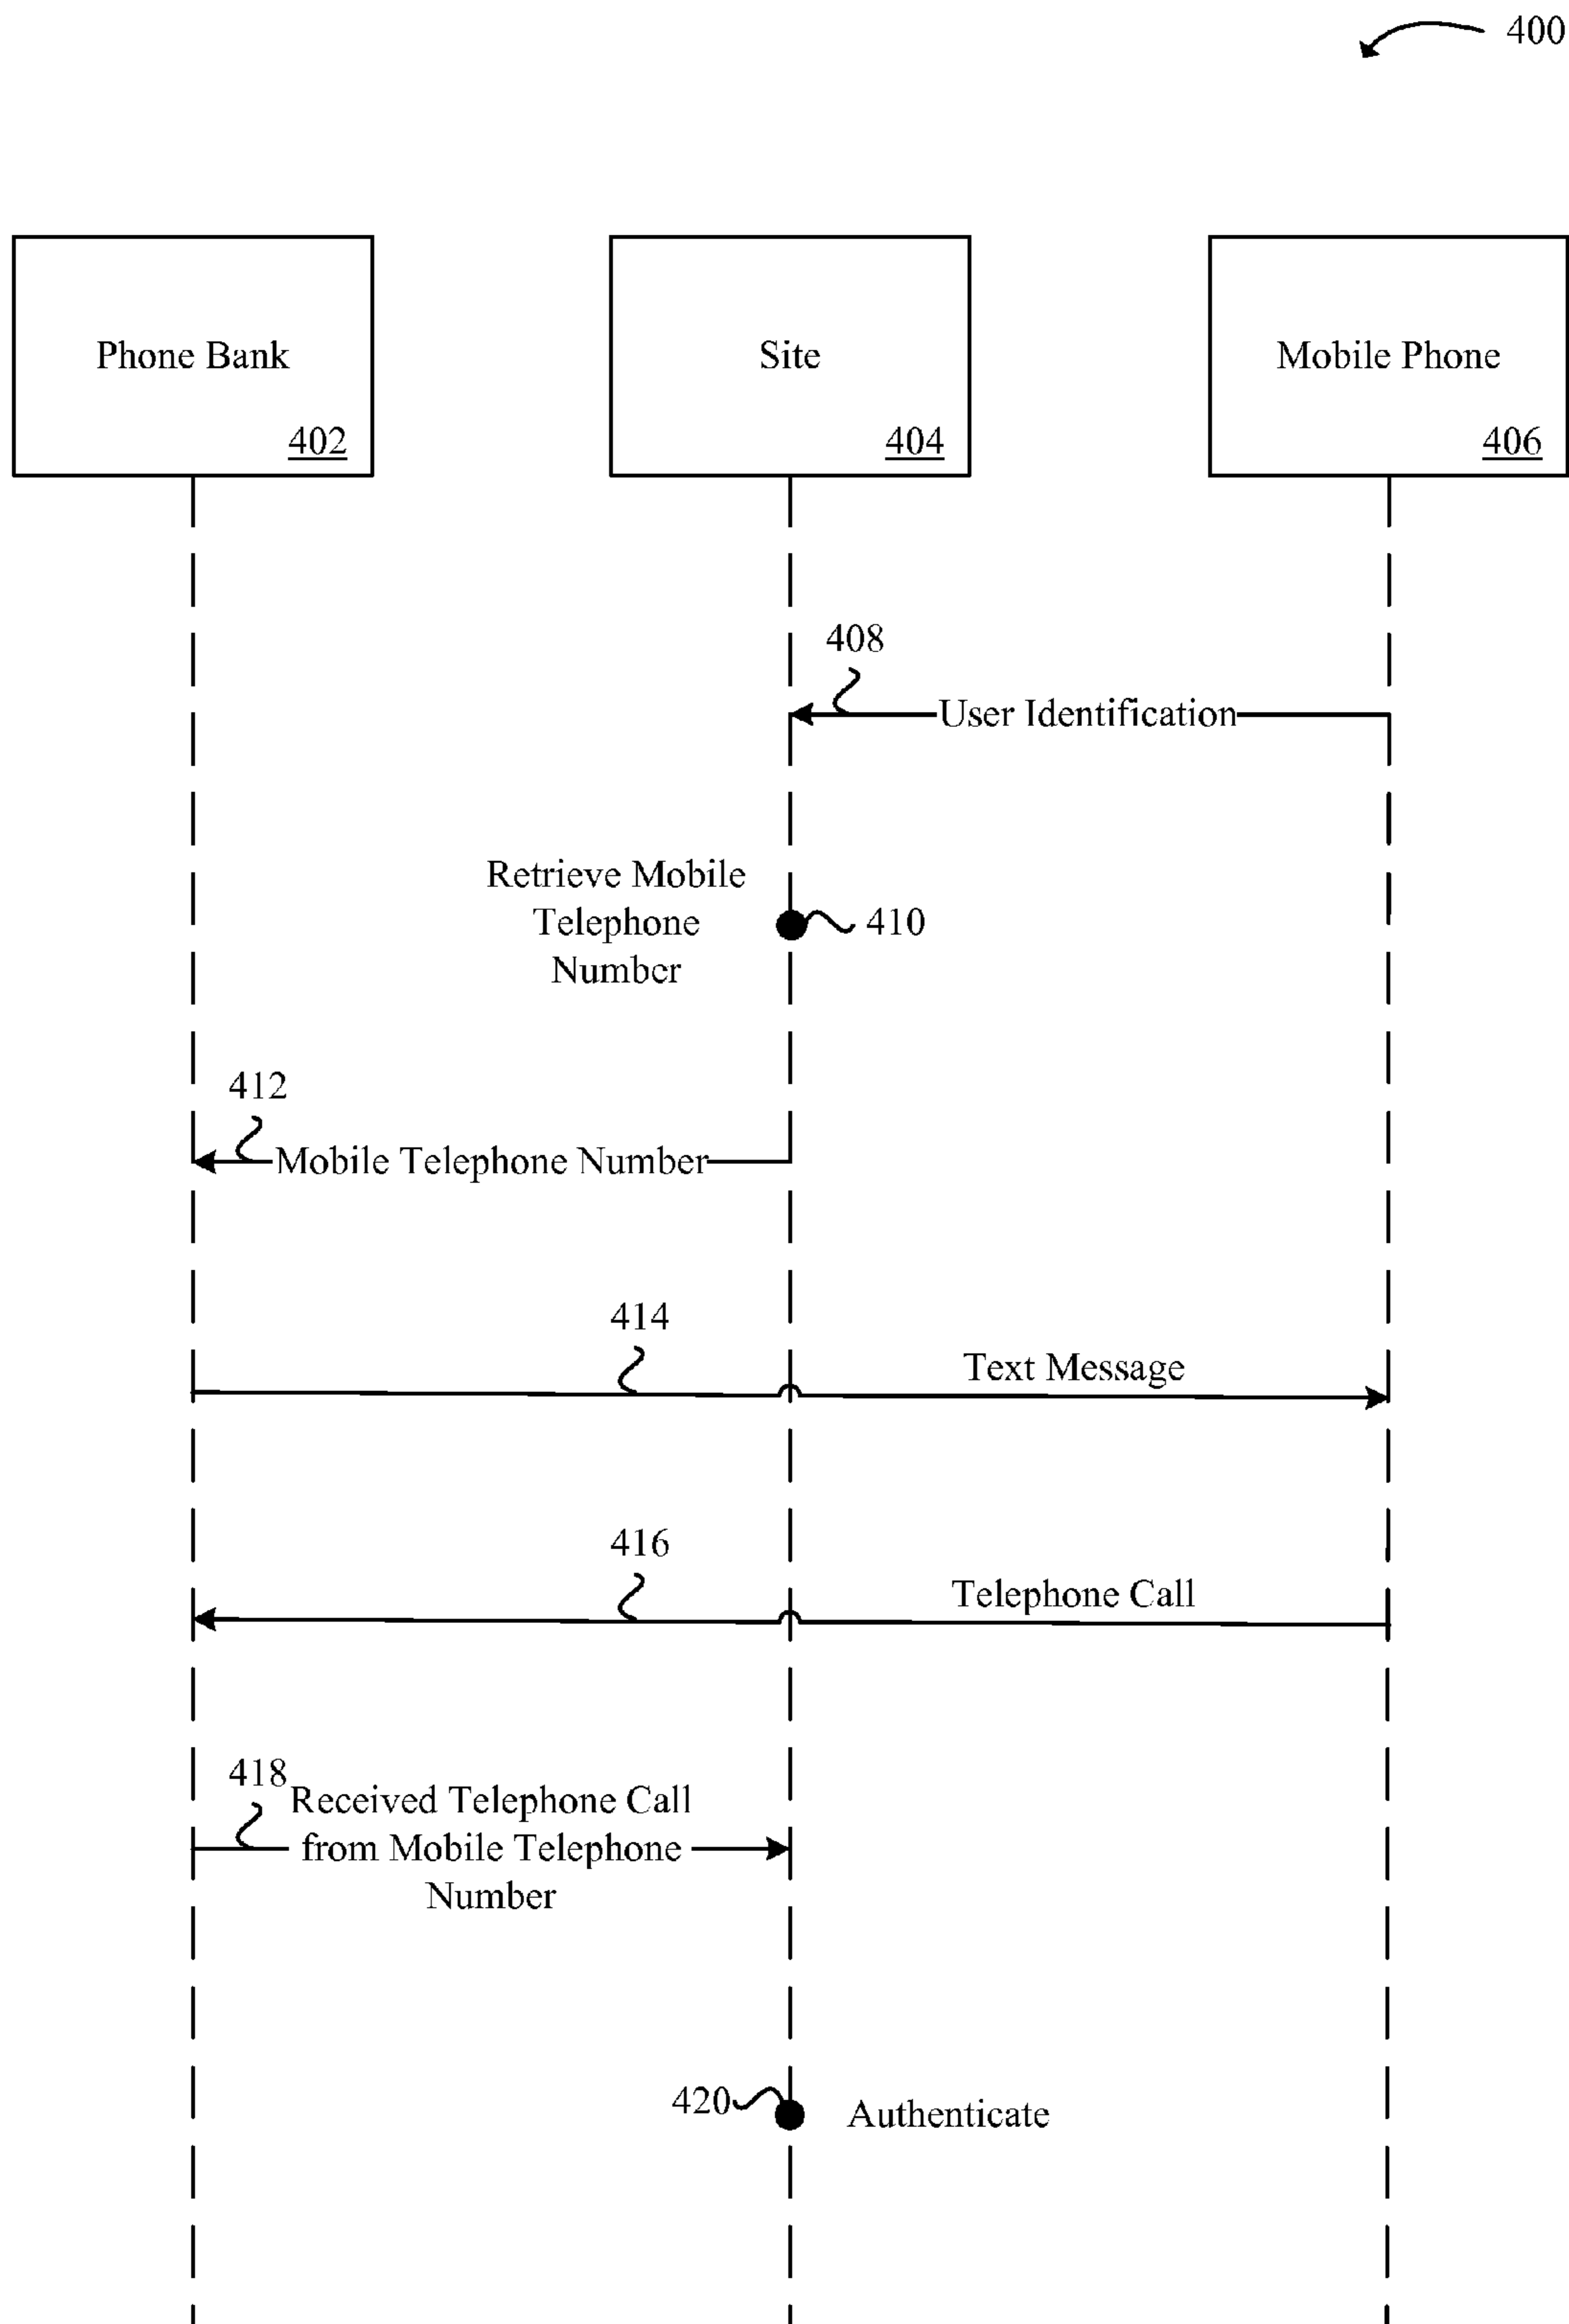 400
Phone Bank
402
Site
404
Mobile Phone
406
408
User Identification
Retrieve Mobile
Telephone
Number
410
412
Mobile Telephone Number
414
Text Message
416
Telephone Call
418
Received Telephone Call
from Mobile Telephone
Number
420
Authenticate